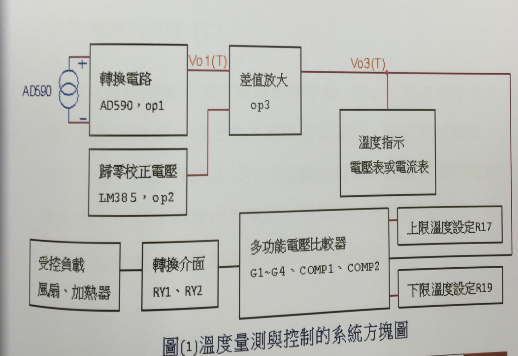 AD590
+
-
轉換電路
AD590，op1
Vo1(T)
差值放大
op3
Vo3(T)
溫度指示
電壓表或電流表
歸零校正電壓
LM385，op2
受控負載
風扇、加熱器
轉換介面
RY1、RY2
多功能電壓比較器
G1~G4、COMP1、COMP2
上限溫度設定R17
下限溫度設定R19
圖(1)溫度量測與控制的系統方塊圖